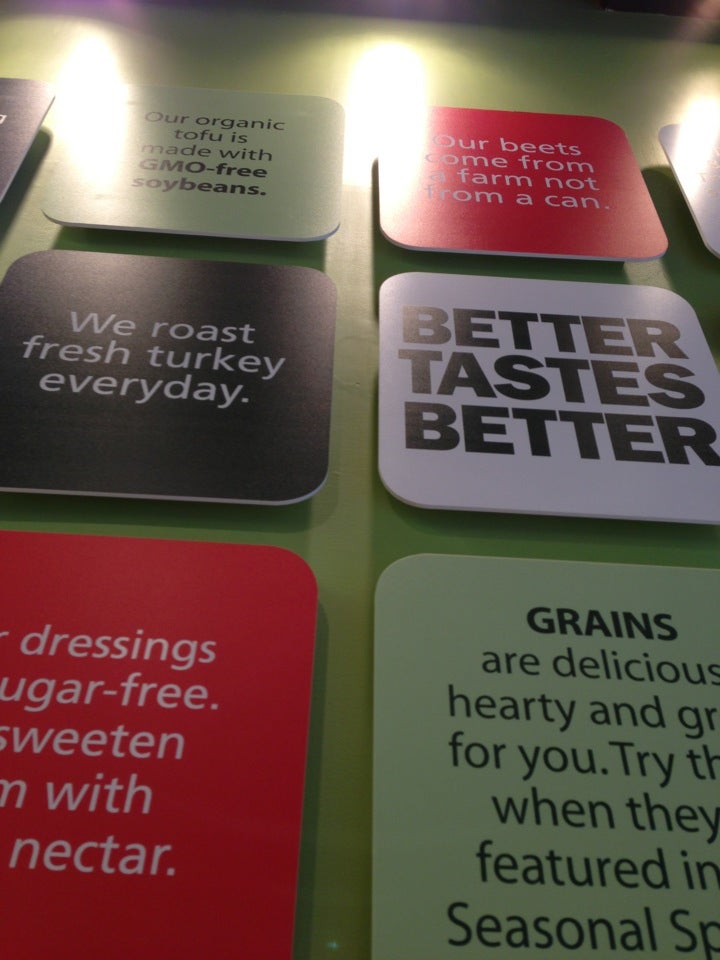 Our organic
tofu is
made with
GMO-free
soybeans.
Our beets
come from
a farm not
from a can.
We roast
fresh turkey
everyday.
BETTER
TASTES
BETTER
dressings
ugar-free.
sweeten
m with
nectar.
GRAINS
are delicious
hearty and gr
for you. Try th
when they
featured in
Seasonal Sp